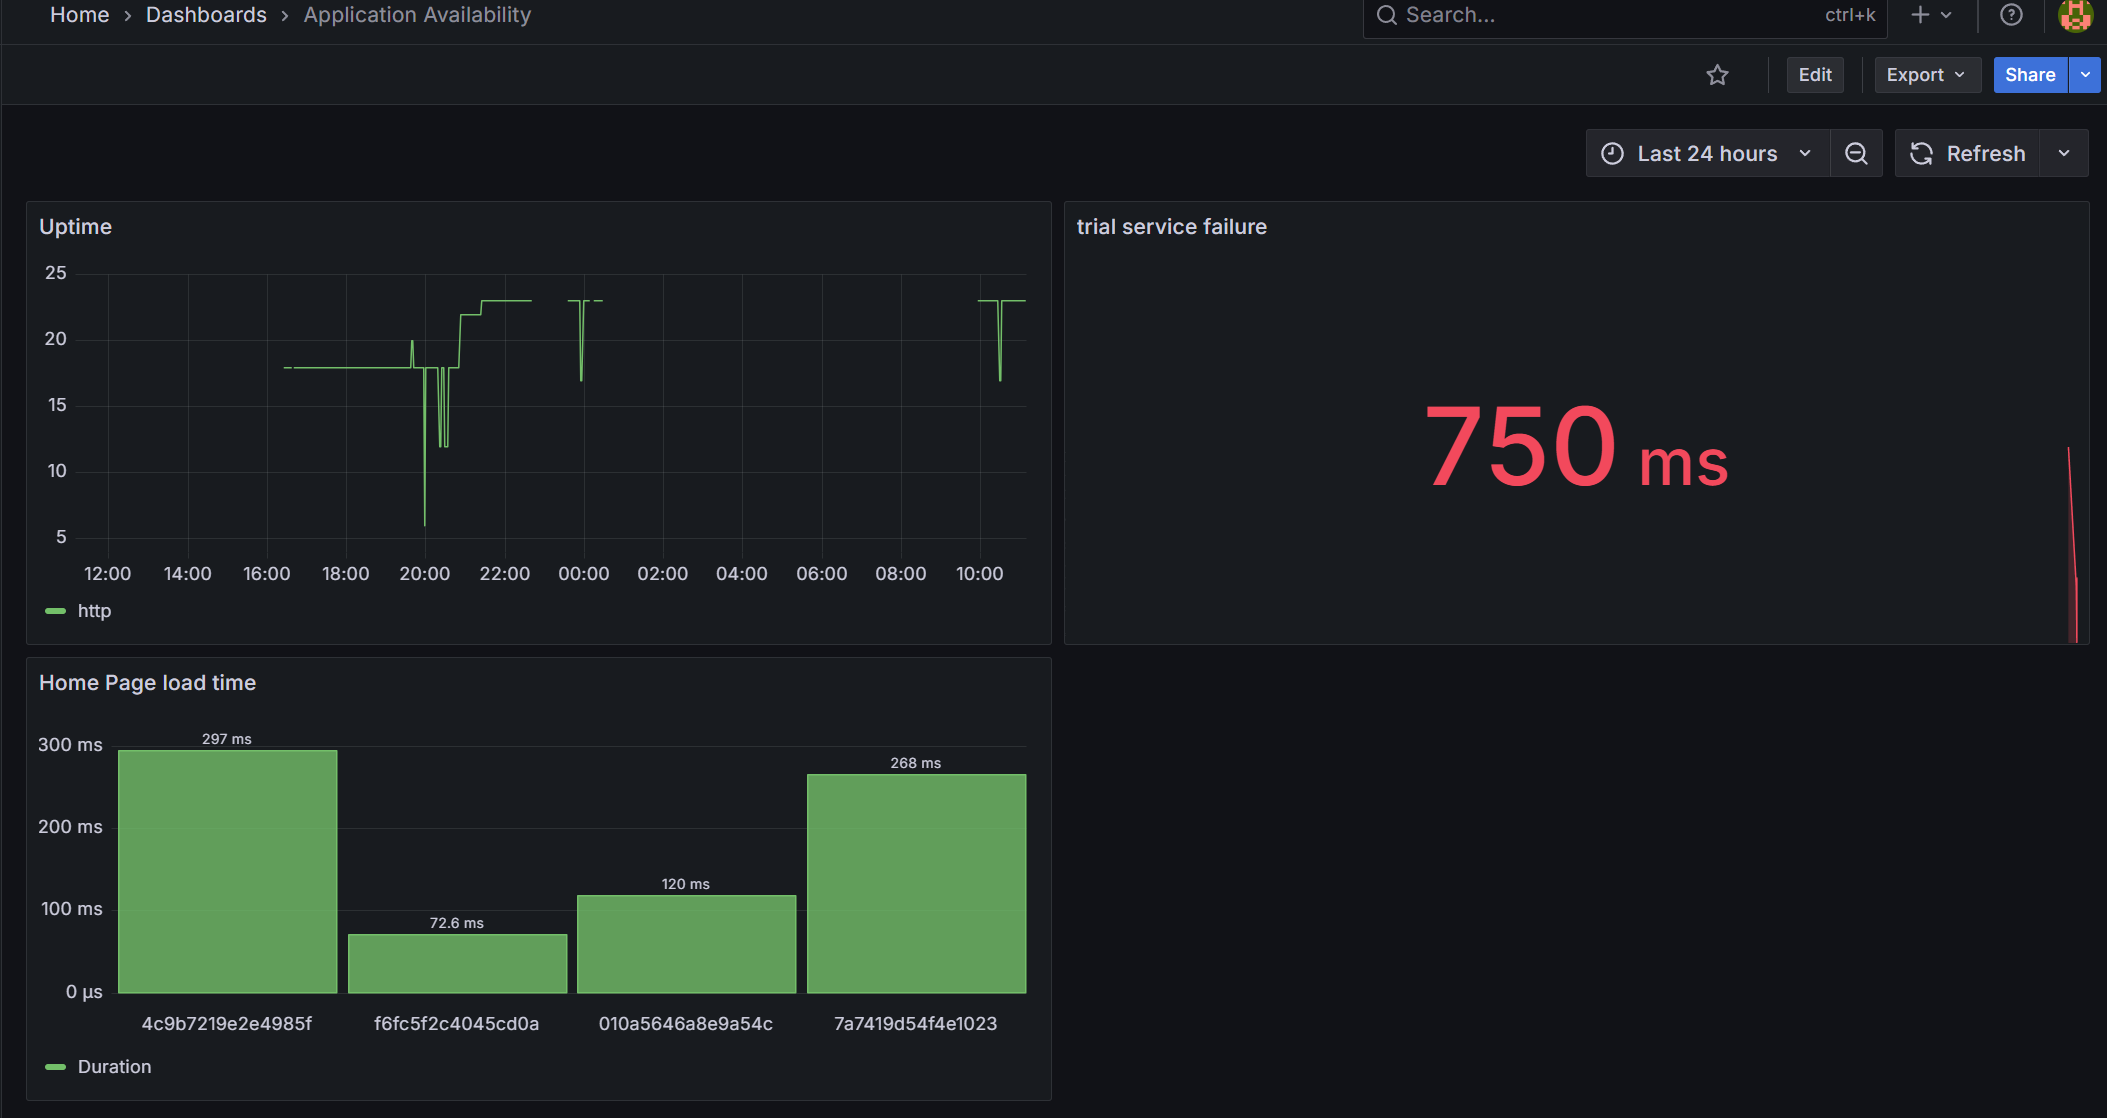 Home › Dashboards › Application Availability
Search...
ctrl+k
Edit
Export
Share
Last 24 hours
Refresh
Uptime
25
20
15
10
5
12:00 14:00 16:00 18:00 20:00 22:00 00:00 02:00 04:00 06:00 08:00 10:00
http
trial service failure
750 ms
Home Page load time
300 ms
200 ms
100 ms
0 µs
297 ms
72.6 ms
120 ms
268 ms
4c9b7219e2e4985f f6fc5f2c4045cd0a 010a5646a8e9a54c 7a7419d54f4e1023
Duration